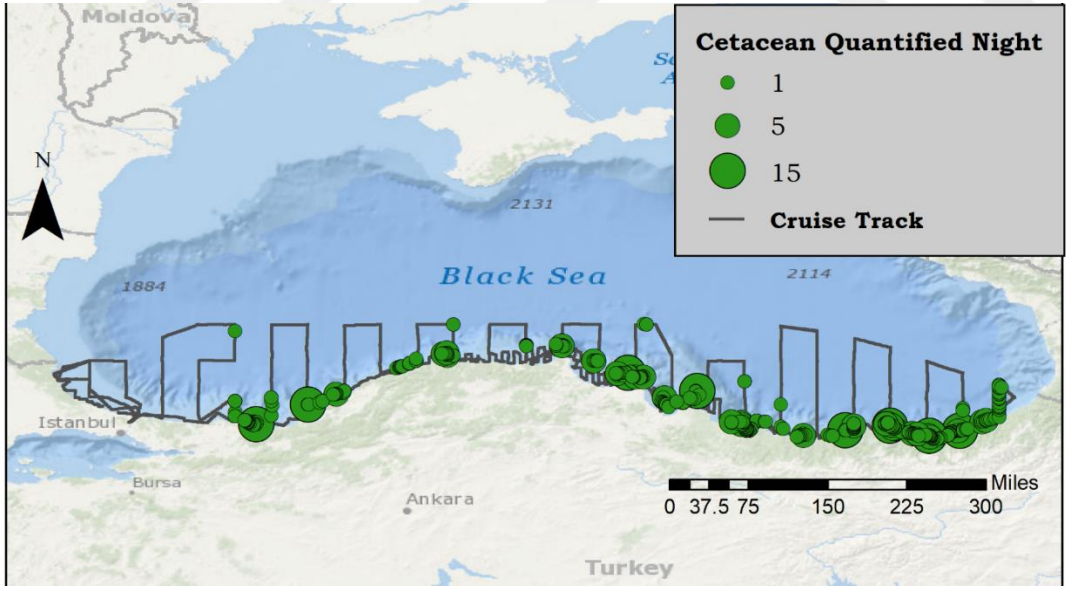 Moldova
Cetacean Quantified Night
1
5
15
Cruise Track
N
2131
Black Sea
2114
1884
Istanbul
Bursa
Ankara
Miles
0 37.5 75 150 225 300
Turkey